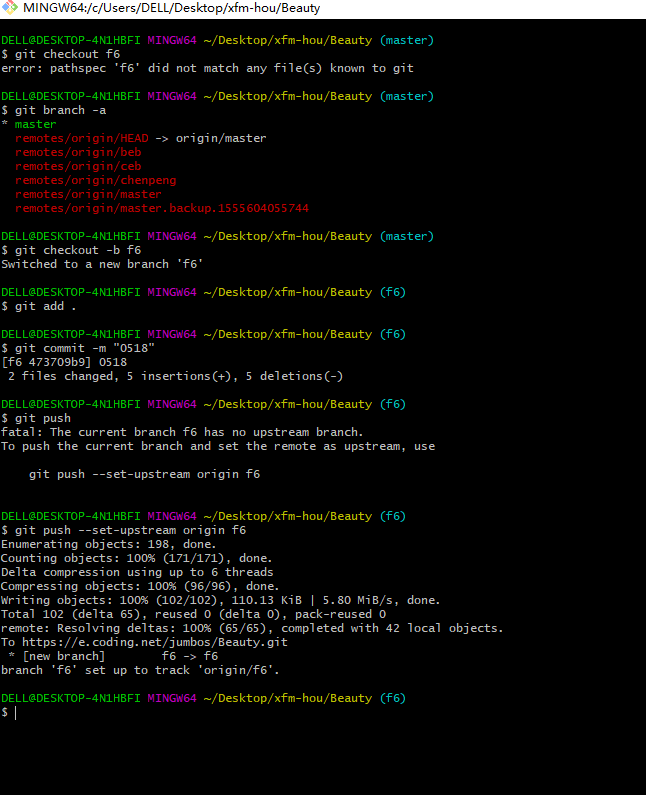 MINGW64:/c/Users/DELL/Desktop/xfm-hou/Beauty
DELL@DESKTOP-4N1HBFI MINGW64 ~/Desktop/xfm-hou/Beauty (master)
$ git checkout f6
error: pathspec 'f6' did not match any file(s) known to git
DELL@DESKTOP-4N1HBFI MINGW64 ~/Desktop/xfm-hou/Beauty (master)
$ git branch -a
* master
remotes/origin/HEAD -> origin/master
remotes/origin/beb
remotes/origin/ceb
remotes/origin/chenpeng
remotes/origin/master
remotes/origin/master.backup.1555604055744
DELL@DESKTOP-4N1HBFI MINGW64 ~/Desktop/xfm-hou/Beauty (master)
$ git checkout -b f6
Switched to a new branch 'f6'
DELL@DESKTOP-4N1HBFI MINGW64 ~/Desktop/xfm-hou/Beauty (f6)
$ git add .
DELL@DESKTOP-4N1HBFI MINGW64 ~/Desktop/xfm-hou/Beauty (f6)
$ git commit -m "0518"
[f6 473709b9] 0518
2 files changed, 5 insertions(+), 5 deletions(-)
DELL@DESKTOP-4N1HBFI MINGW64 ~/Desktop/xfm-hou/Beauty (f6)
$ git push
fatal: The current branch f6 has no upstream branch.
To push the current branch and set the remote as upstream, use
git push --set-upstream origin f6
DELL@DESKTOP-4N1HBFI MINGW64 ~/Desktop/xfm-hou/Beauty (f6)
$ git push --set-upstream origin f6
Enumerating objects: 198, done.
Counting objects: 100% (171/171), done.
Delta compression using up to 6 threads
Compressing objects: 100% (96/96), done.
Writing objects: 100% (102/102), 110.13 KiB | 5.80 MiB/s, done.
Total 102 (delta 65), reused 0 (delta 0), pack-reused 0
remote: Resolving deltas: 100% (65/65), completed with 42 local objects.
To https://e.coding.net/jumbos/Beauty.git
* [new branch] f6 -> f6
branch 'f6' set up to track 'origin/f6'.
DELL@DESKTOP-4N1HBFI MINGW64 ~/Desktop/xfm-hou/Beauty (f6)
$